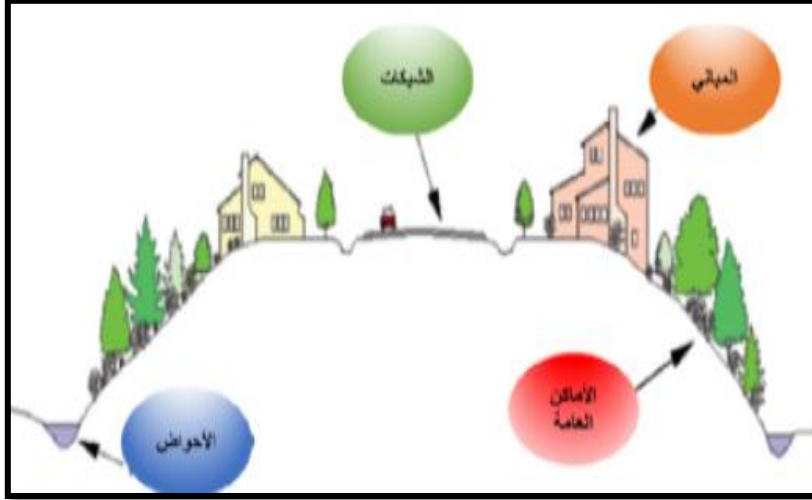 المباني
الشبكات
الأماكن
العامة
الأحواض